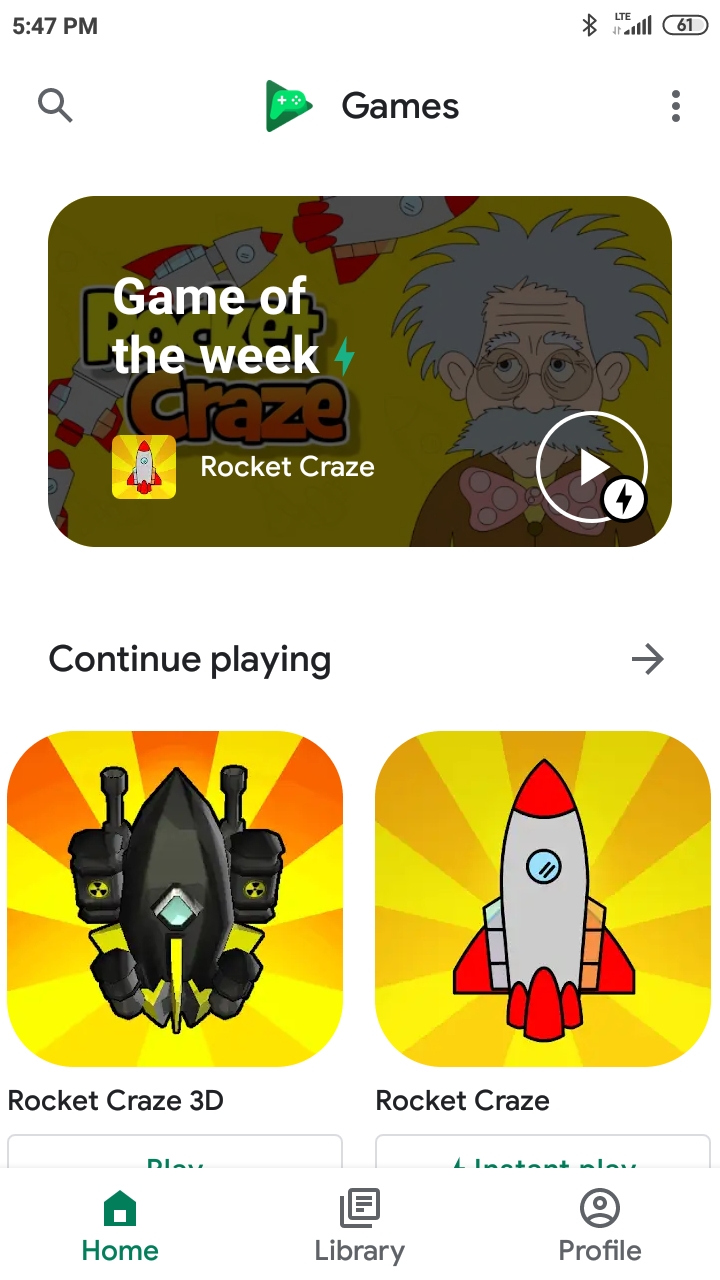 5:47 PM
LTE
61
Games
Rocket
Craze
Game of
the week
Rocket Craze
Continue playing
Rocket Craze 3D
Rocket Craze
Play
Instant play
Home
Library
Profile